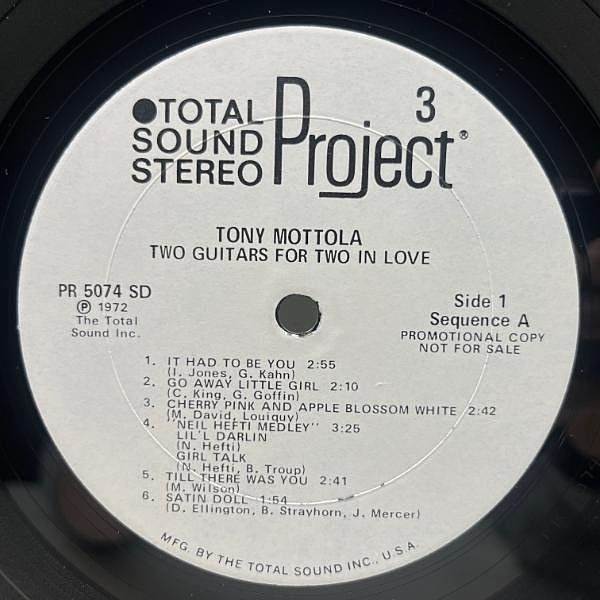 ●TOTAL
SOUND
STEREO
Project 3®
TONY MOTTOLA
TWO GUITARS FOR TWO IN LOVE
PR 5074 SD
Ⓟ 1972
The Total
Sound Inc.
Side 1
Sequence A
PROMOTIONAL COPY
NOT FOR SALE
1. IT HAD TO BE YOU 2:55
(I. Jones, G. Kahn)
2. GO AWAY LITTLE GIRL 2:10
(C. King, G. Goffin)
3. CHERRY PINK AND APPLE BLOSSOM WHITE 2:42
(M. David, Louiquy)
4. "NEIL HEFTI MEDLEY" 3:25
LIL'L DARLIN
(N. Hefti)
GIRL TALK
(N. Hefti, B. Troup)
5. TILL THERE WAS YOU 2:41
(M. Wilson)
6. SATIN DOLL 1:54
(D. Ellington, B. Strayhorn, J. Mercer)
MFG. BY THE TOTAL SOUND INC., U.S.A.